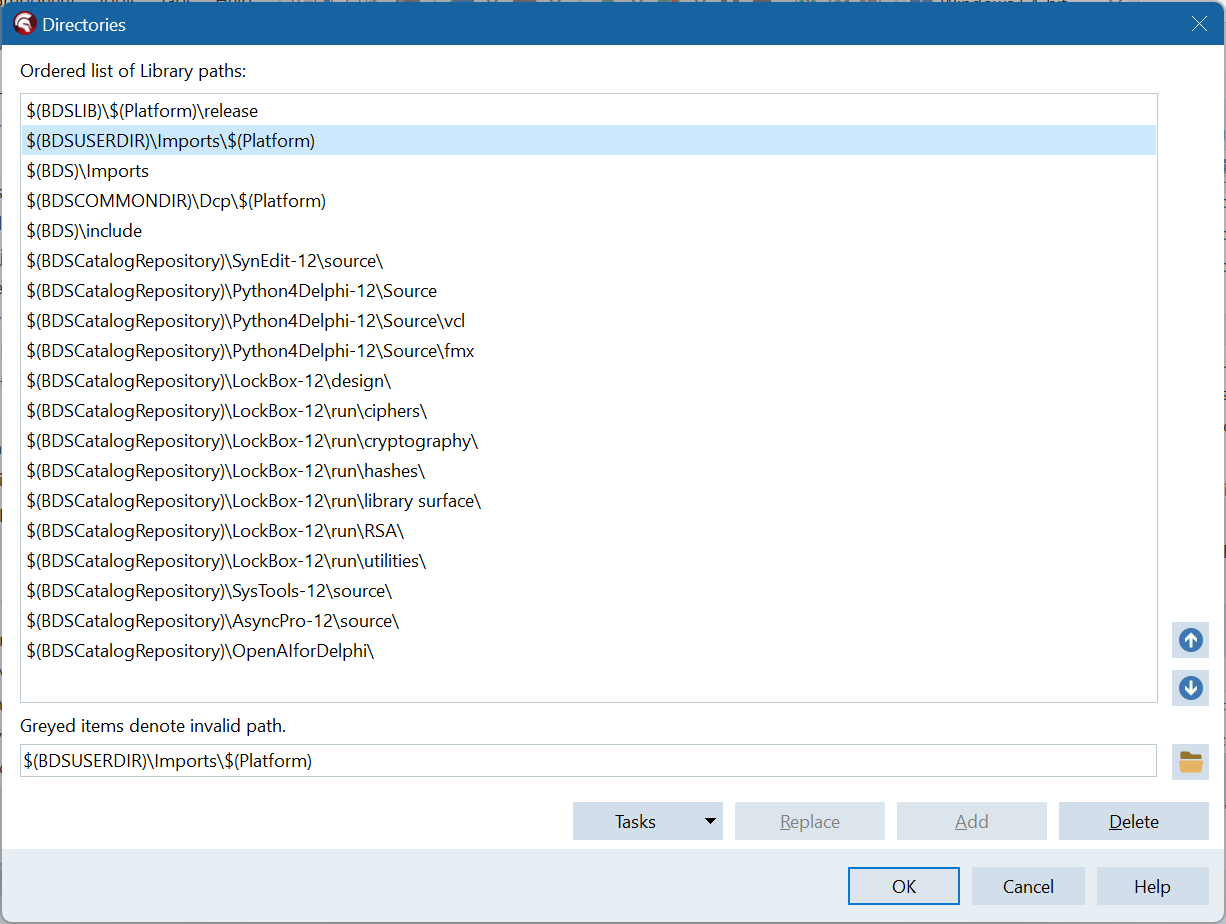 Directories
Ordered list of Library paths:
$(BDSLIB)\$(Platform)\release
$(BDSUSERDIR)\Imports\$(Platform)
$(BDS)\Imports
$(BDSCOMMONDIR)\Dcp\$(Platform)
$(BDS)\include
$(BDSCatalogRepository)\SynEdit-12\source\
$(BDSCatalogRepository)\Python4Delphi-12\Source
$(BDSCatalogRepository)\Python4Delphi-12\Source\vcl
$(BDSCatalogRepository)\Python4Delphi-12\Source\fmx
$(BDSCatalogRepository)\LockBox-12\design\
$(BDSCatalogRepository)\LockBox-12\run\ciphers\
$(BDSCatalogRepository)\LockBox-12\run\cryptography\
$(BDSCatalogRepository)\LockBox-12\run\hashes\
$(BDSCatalogRepository)\LockBox-12\run\library surface\
$(BDSCatalogRepository)\LockBox-12\run\RSA\
$(BDSCatalogRepository)\LockBox-12\run\utilities\
$(BDSCatalogRepository)\SysTools-12\source\
$(BDSCatalogRepository)\AsyncPro-12\source\
$(BDSCatalogRepository)\OpenAIforDelphi\
Greyed items denote invalid path.
$(BDSUSERDIR)\Imports\$(Platform)
Tasks Replace Add Delete
OK Cancel Help